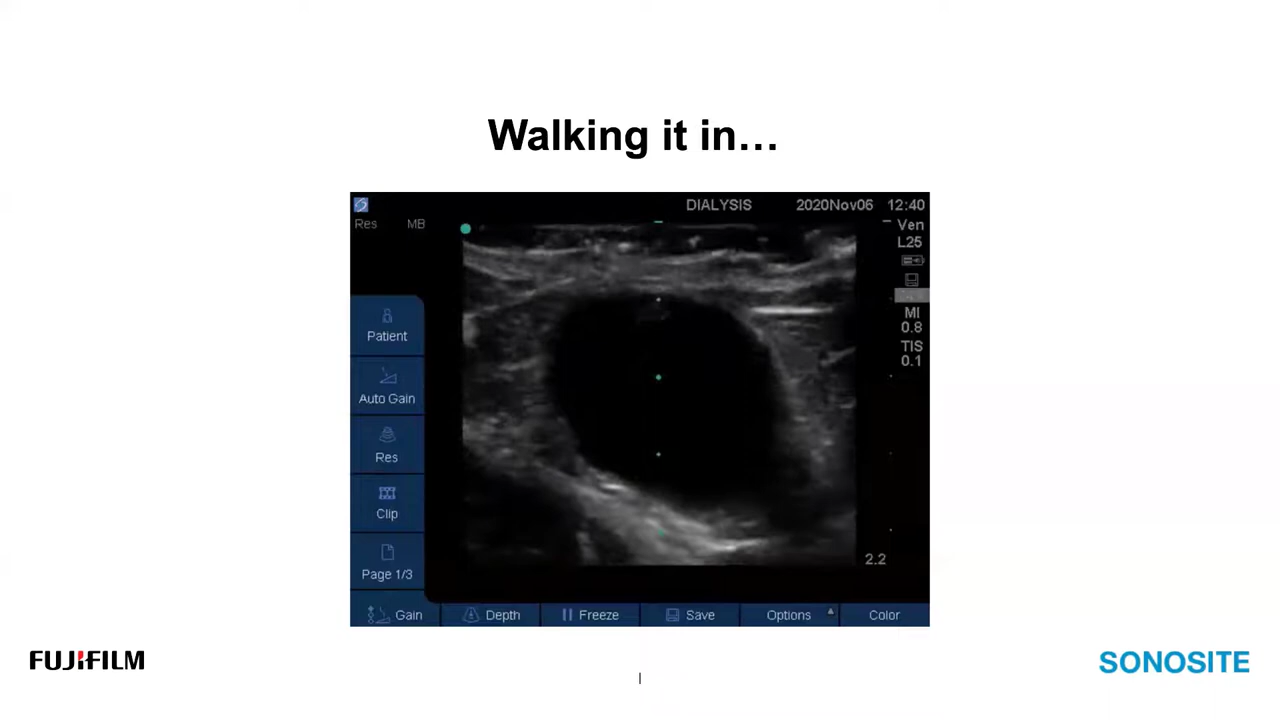 Walking it in…
DIALYSIS 2020Nov06 12:40
Res MB
Ven
L25
MI
0.8
TIS
0.1
Patient
Auto Gain
Res
Clip
Page 1/3
2.2
Gain Depth Freeze Save Options Color
FUJIFILM
SONOSITE